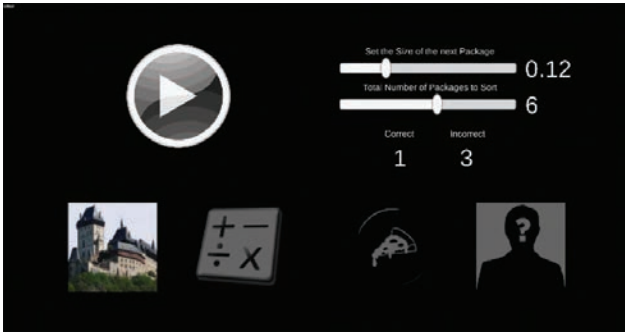 Set the Size of the next Package
0.12
Total Number of Packages to Sort
6
Correct Incorrect
1 3